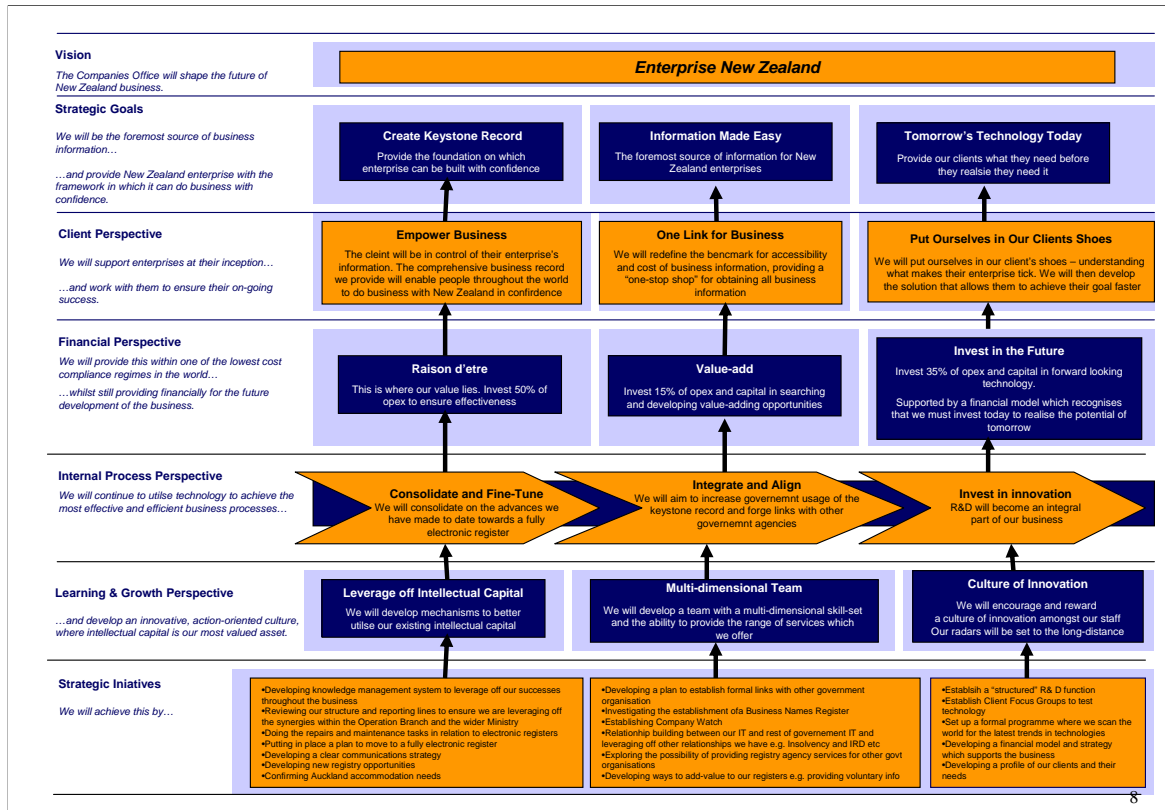 Vision
The Companies Office will shape the future of
New Zealand business.
Enterprise New Zealand
Strategic Goals
We will be the foremost source of business
information…
…and provide New Zealand enterprise with the
framework in which it can do business with
confidence.
Create Keystone Record
Provide the foundation on which
enterprise can be built with confidence
Information Made Easy
The foremost source of information for New
Zealand enterprises
Tomorrow's Technology Today
Provide our clients what they need before
they realsie they need it
Client Perspective
We will support enterprises at their inception…
…and work with them to ensure their on-going
success.
Empower Business
The cleint will be in control of their enterprise's
information. The comprehensive business record
we provide will enable people throughout the world
to do business with New Zealand in confirdence
One Link for Business
We will redefine the bencmark for accessibility
and cost of business information, providing a
"one-stop shop" for obtaining all business
information
Put Ourselves in Our Clients Shoes
We will put ourselves in our client's shoes – understanding
what makes their enterprise tick. We will then develop
the solution that allows them to achieve their goal faster
Financial Perspective
We will provide this within one of the lowest cost
compliance regimes in the world…
…whilst still providing financially for the future
development of the business.
Raison d'etre
This is where our value lies. Invest 50% of
opex to ensure effectiveness
Value-add
Invest 15% of opex and capital in searching
and developing value-adding opportunities
Invest in the Future
Invest 35% of opex and capital in forward looking
technology.
Supported by a financial model which recognises
that we must invest today to realise the potential of
tomorrow
Internal Process Perspective
We will continue to utilse technology to achieve the
most effective and efficient business processes…
Consolidate and Fine-Tune
We will consolidate on the advances we
have made to date towards a fully
electronic register
Integrate and Align
We will aim to increase governemnt usage of the
keystone record and forge links with other
governemnt agencies
Invest in innovation
R&D will become an integral
part of our business
Learning & Growth Perspective
…and develop an innovative, action-oriented culture,
where intellectual capital is our most valued asset.
Leverage off Intellectual Capital
We will develop mechanisms to better
utilse our existing intellectual capital
Multi-dimensional Team
We will develop a team with a multi-dimensional skill-set
and the ability to provide the range of services which
we offer
Culture of Innovation
We will encourage and reward
a culture of innovation amongst our staff
Our radars will be set to the long-distance
Strategic Iniatives
We will achieve this by…
•Developing knowledge management system to leverage off our successes
throughout the business
•Reviewing our structure and reporting lines to ensure we are leveraging off
the synergies within the Operation Branch and the wider Ministry
•Doing the repairs and maintenance tasks in relation to electronic registers
•Putting in place a plan to move to a fully electronic register
•Developing a clear communications strategy
•Developing new registry opportunities
•Confirming Auckland accommodation needs
•Developing a plan to establish formal links with other government
organisation
•Investigating the establishment ofa Business Names Register
•Establishing Company Watch
•Relationhip building between our IT and rest of governement IT and
leveraging off other relationships we have e.g. Insolvency and IRD etc
•Exploring the possibility of providing registry agency services for other govt
organisations
•Developing ways to add-value to our registers e.g. providing voluntary info
•Establsih a "structured" R& D function
•Establish Client Focus Groups to test
technology
•Set up a formal programme where we scan the
world for the latest trends in technologies
•Developing a financial model and strategy
which supports the business
•Developing a profile of our clients and their
needs
8